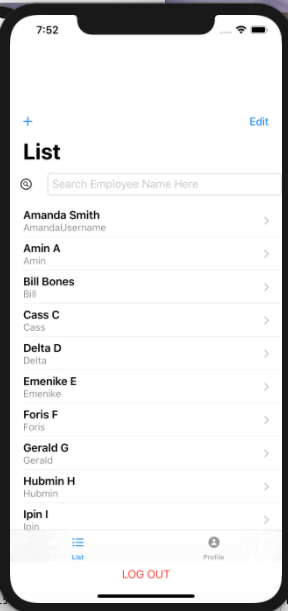 7:52
+ Edit
List
Search Employee Name Here
Amanda Smith
AmandaUsername
Amin A
Amin
Bill Bones
Bill
Cass C
Cass
Delta D
Delta
Emenike E
Emenike
Foris F
Foris
Gerald G
Gerald
Hubmin H
Hubmin
Ipin I
Ipin
List Profile
LOG OUT